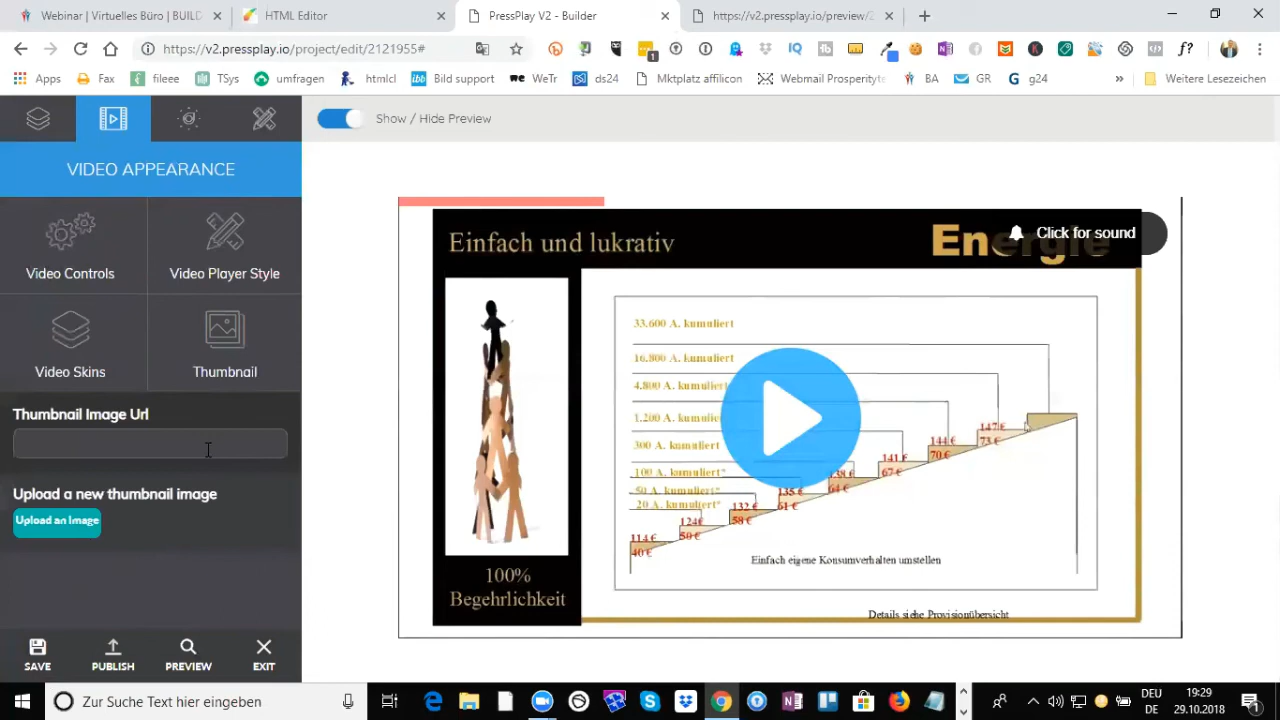 Webinar | Virtuelles Büro | BUILD
HTML Editor
PressPlay V2 - Builder
https://v2.pressplay.io/preview/2
https://v2.pressplay.io/project/edit/2121955#
Apps
Fax
fileee
TSys
umfragen
htmlcl
Bild support
WeTr
ds24
Mktplatz affilicon
Webmail Prosperityte
BA
GR
g24
»
Weitere Lesezeichen
Show / Hide Preview
VIDEO APPEARANCE
Video Controls
Video Player Style
Video Skins
Thumbnail
Thumbnail Image Url
Upload a new thumbnail image
Upload an Image
SAVE
PUBLISH
PREVIEW
EXIT
Einfach und lukrativ
Energie
Click for sound
33.600 A. kumuliert
16.800 A. kumuliert
4.800 A. kumuliert
1.200 A. kumuliert
300 A. kumuliert
100 A. kumuliert*
50 A. kumuliert*
20 A. kumuliert*
147 €
73 €
144 €
70 €
141 €
67 €
138 €
64 €
135 €
61 €
132 €
58 €
124 €
50 €
114 €
40 €
Einfach eigene Konsumverhalten umstellen
100%
Begehrlichkeit
Details siehe Provisionübersicht
Zur Suche Text hier eingeben
DEU
DE
19:29
29.10.2018